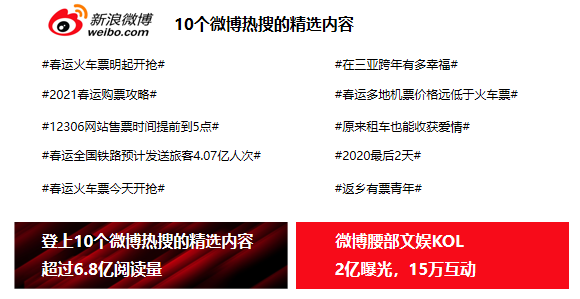 新浪微博
weibo.com
10个微博热搜的精选内容
#春运火车票明起开抢#
#2021春运购票攻略#
#12306网站售票时间提前到5点#
#春运全国铁路预计发送旅客4.07亿人次#
#春运火车票今天开抢#
#在三亚跨年有多幸福#
#春运多地机票价格远低于火车票#
#原来租车也能收获爱情#
#2020最后2天#
#返乡有票青年#
登上10个微博热搜的精选内容
超过6.8亿阅读量
微博腰部文娱KOL
2亿曝光，15万互动